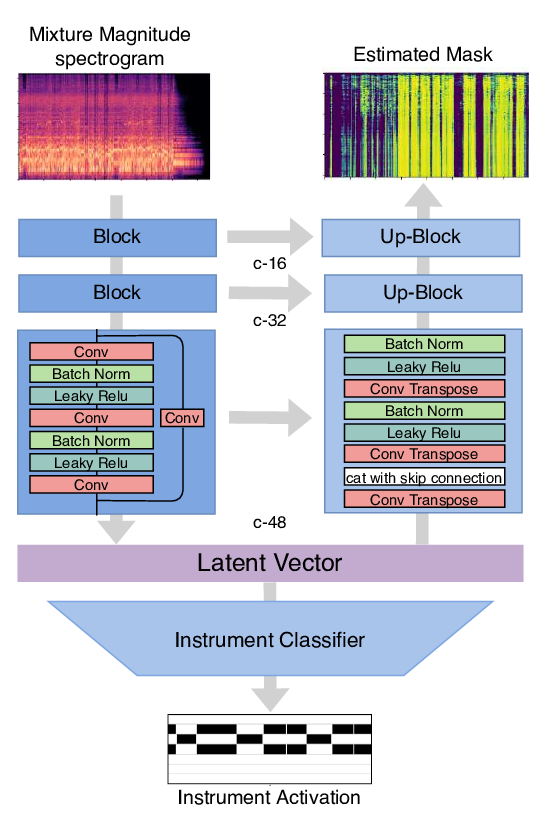 Mixture Magnitude
spectrogram
Estimated Mask
Block
Up-Block
c-16
Block
Up-Block
c-32
Conv
Batch Norm
Leaky Relu
Conv
Conv
Batch Norm
Leaky Relu
Conv
Batch Norm
Leaky Relu
Conv Transpose
Batch Norm
Leaky Relu
Conv Transpose
cat with skip connection
Conv Transpose
c-48
Latent Vector
Instrument Classifier
Instrument Activation